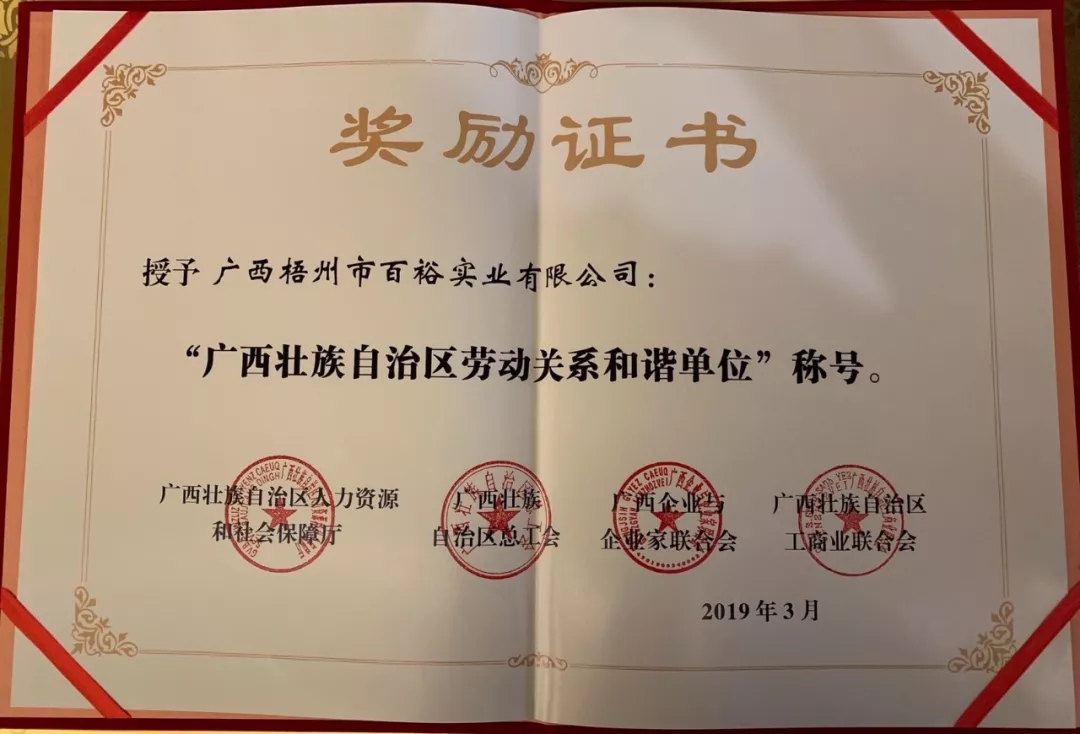 奖励证书
授予 广西梧州市百裕实业有限公司：
“广西壮族自治区劳动关系和谐单位”称号。
广西壮族自治区人力资源
和社会保障厅
广西壮族
自治区总工会
广西企业与
企业家联合会
广西壮族自治区
工商业联合会
2019年3月